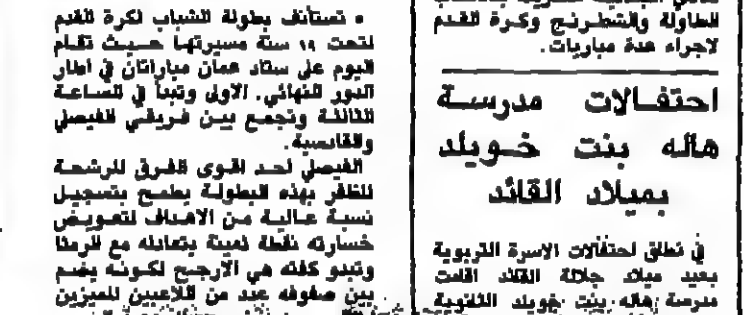 الطاولة والشطرنج وكرة القدم
لاجراء عدة مباريات.
احتفالات مدرسة
هاله بنت خويلد
بميلاد القائد
في نطاق احتفالات الاسرة التربوية
بعيد ميلاد جلالة القائد اقامت
مدرسة هاله بنت خويلد الثانوية
• تستأنف بطولة الشباب لكرة القدم
لتحت ١٩ سنة مسيرتها حيث تقام
اليوم على ستاد عمان مباراتان في اطار
الدور النهائي. الاولى وتبدأ في الساعة
الثالثة وتجمع بين فريقي الفيصلي
والقادسية.
الفيصلي احد اقوى الفرق المرشحة
للظفر بهذه البطولة يطمح بتسجيل
نسبة عالية من الاهداف لتعويض
خسارته نقطة ثمينة بتعادله مع الرمثا
وتبدو كفته هي الارجح لكونه يضم
بين صفوفه عدد من اللاعبين المميزين